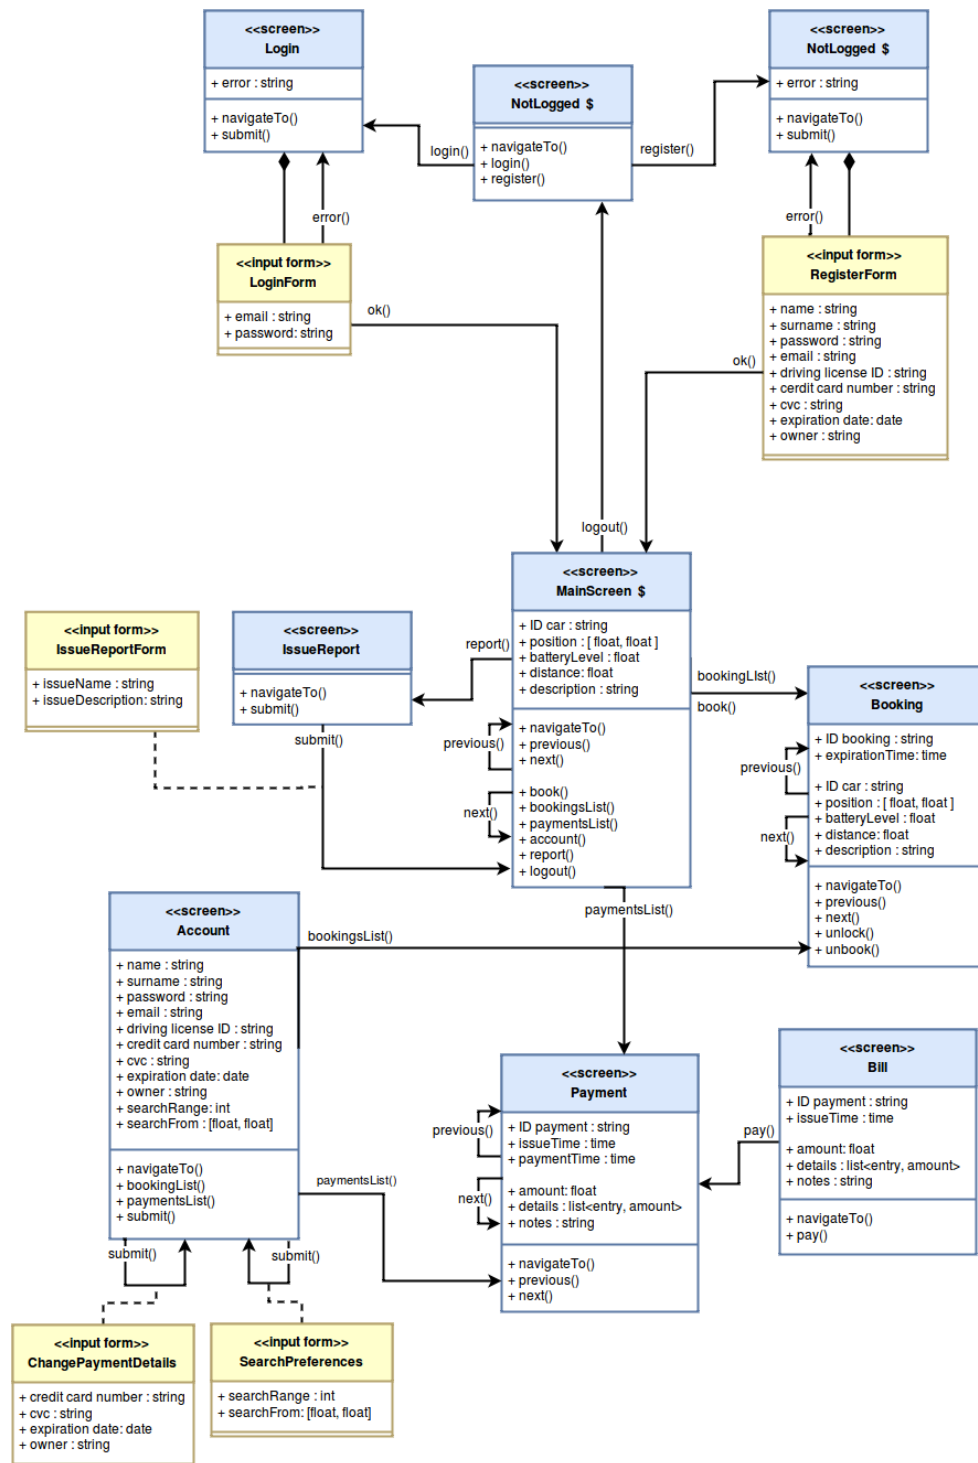 <<screen>>
Login
+ error : string
+ navigateTo()
+ submit()
<<screen>>
NotLogged $
+ navigateTo()
+ login()
+ register()
<<screen>>
NotLogged $
+ error : string
+ navigateTo()
+ submit()
login()
register()
error()
error()
<<input form>>
LoginForm
+ email : string
+ password: string
ok()
<<input form>>
RegisterForm
+ name : string
+ surname : string
+ password : string
+ email : string
+ driving license ID : string
+ cerdit card number : string
+ cvc : string
+ expiration date: date
+ owner : string
ok()
logout()
<<screen>>
MainScreen $
+ ID car : string
+ position : [ float, float ]
+ batteryLevel : float
+ distance: float
+ description : string
+ navigateTo()
+ previous()
+ next()
+ book()
+ bookingsList()
+ paymentsList()
+ account()
+ report()
+ logout()
previous()
next()
<<input form>>
IssueReportForm
+ issueName : string
+ issueDescription: string
<<screen>>
IssueReport
+ navigateTo()
+ submit()
report()
submit()
bookingLIst()
book()
<<screen>>
Booking
+ ID booking : string
+ expirationTime: time
+ ID car : string
+ position : [ float, float ]
+ batteryLevel : float
+ distance: float
+ description : string
+ navigateTo()
+ previous()
+ next()
+ unlock()
+ unbook()
previous()
next()
paymentsList()
<<screen>>
Account
+ name : string
+ surname : string
+ password : string
+ email : string
+ driving license ID : string
+ credit card number : string
+ cvc : string
+ expiration date: date
+ owner : string
+ searchRange: int
+ searchFrom : [float, float]
+ navigateTo()
+ bookingList()
+ paymentsList()
+ submit()
bookingsList()
paymentsList()
submit()
submit()
<<screen>>
Payment
+ ID payment : string
+ issueTime : time
+ paymentTime : time
+ amount: float
+ details : list<entry, amount>
+ notes : string
+ navigateTo()
+ previous()
+ next()
previous()
next()
<<screen>>
Bill
+ ID payment : string
+ issueTime : time
+ amount: float
+ details : list<entry, amount>
+ notes : string
+ navigateTo()
+ pay()
pay()
<<input form>>
ChangePaymentDetails
+ credit card number : string
+ cvc : string
+ expiration date: date
+ owner : string
<<input form>>
SearchPreferences
+ searchRange : int
+ searchFrom: [float, float]